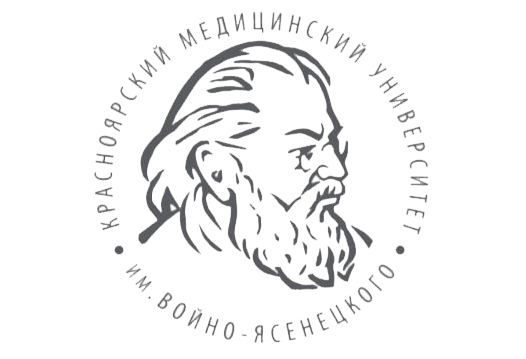 КРАСНОЯРСКИЙ МЕДИЦИНСКИЙ УНИВЕРСИТЕТ
ИМ. ВОЙНО-ЯСЕНЕЦКОГО